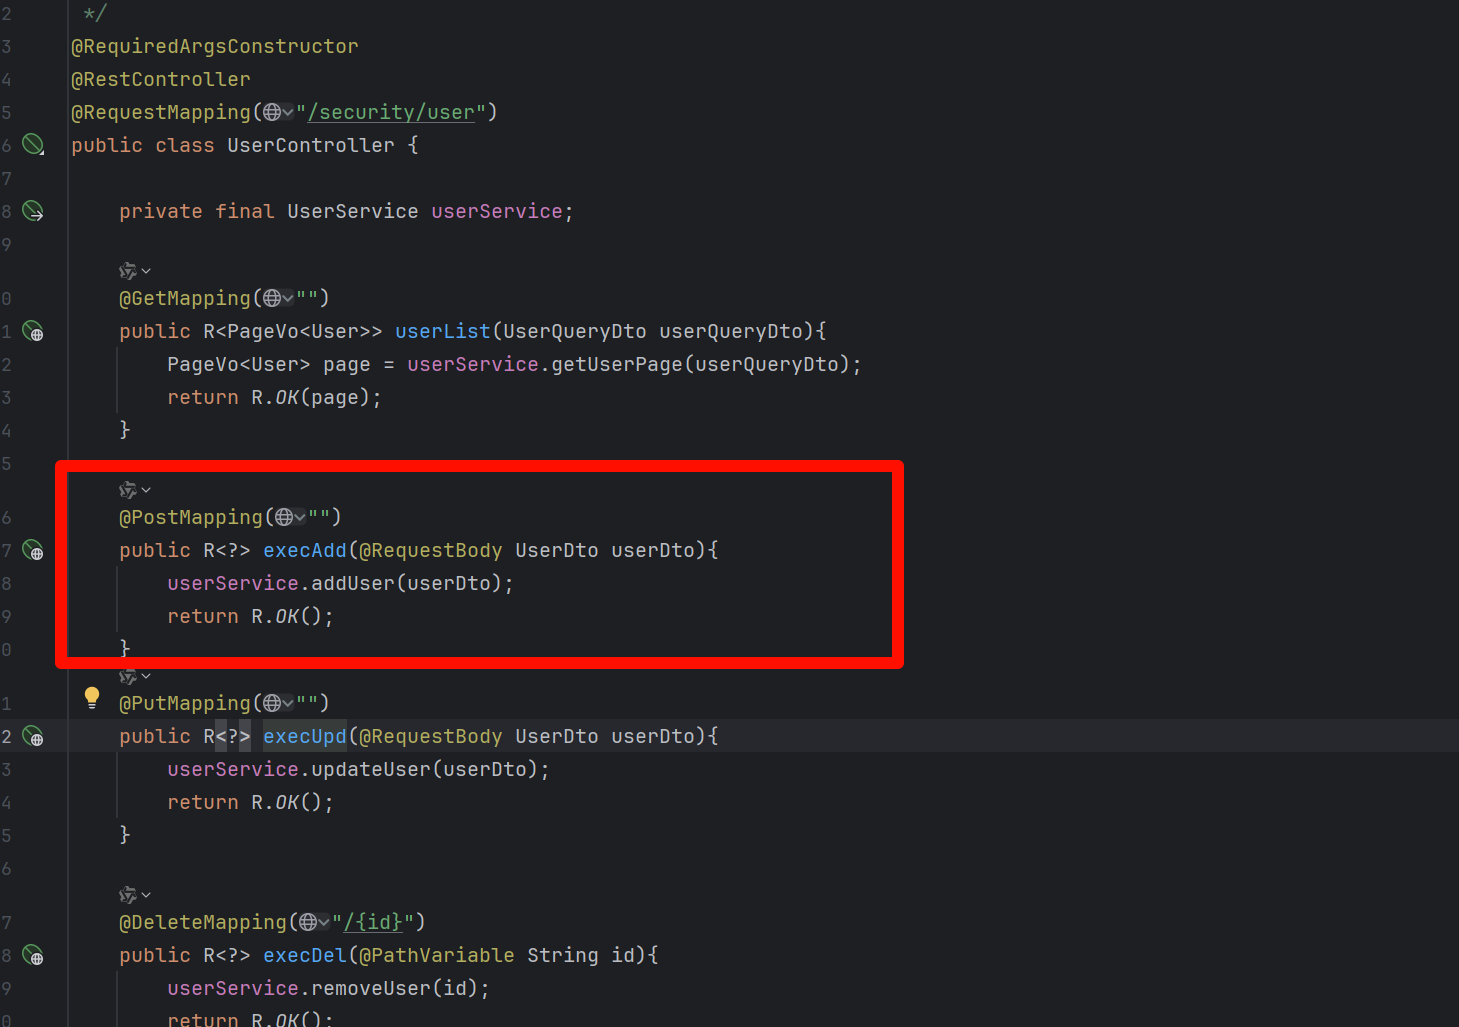 2 */
3 @RequiredArgsConstructor
4 @RestController
5 @RequestMapping("/security/user")
6 public class UserController {
7
8 private final UserService userService;
9
0 @GetMapping("")
1 public R<PageVo<User>> userList(UserQueryDto userQueryDto){
2 PageVo<User> page = userService.getUserPage(userQueryDto);
3 return R.OK(page);
4 }
5
6 @PostMapping("")
7 public R<?> execAdd(@RequestBody UserDto userDto){
8 userService.addUser(userDto);
9 return R.OK();
0 }
1 @PutMapping("")
2 public R<?> execUpd(@RequestBody UserDto userDto){
3 userService.updateUser(userDto);
4 return R.OK();
5 }
6
7 @DeleteMapping("/{id}")
8 public R<?> execDel(@PathVariable String id){
9 userService.removeUser(id);
0 return R.OK();